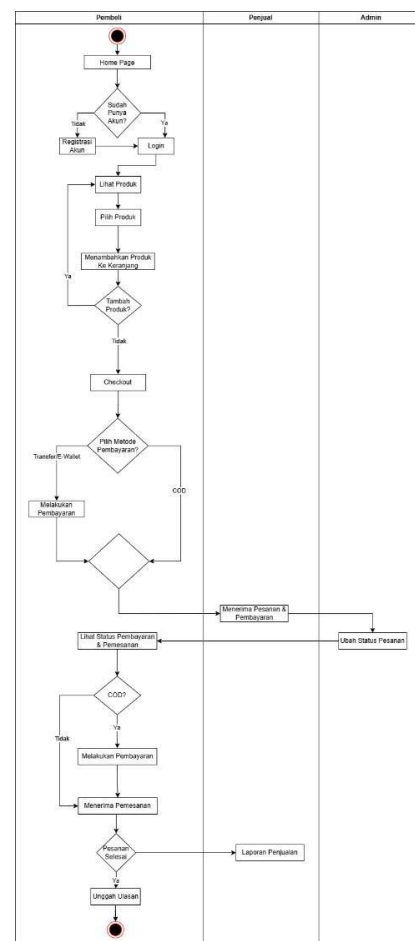 Pembeli
Penjual
Admin
Home Page
Sudah
Punya
Akun?
Tidak
Ya
Registrasi
Akun
Login
Lihat Produk
Pilih Produk
Menambahkan Produk
Ke Keranjang
Ya
Tambah
Produk?
Tidak
Checkout
Pilih Metode
Pembayaran?
Transfer/E-Wallet
COD
Melakukan
Pembayaran
Menerima Pesanan &
Pembayaran
Lihat Status Pembayaran
& Pemesanan
Ubah Status Pesanan
COD?
Ya
Tidak
Melakukan Pembayaran
Menerima Pemesanan
Pesanan
Selesai
Laporan Penjualan
Ya
Unggah Ulasan